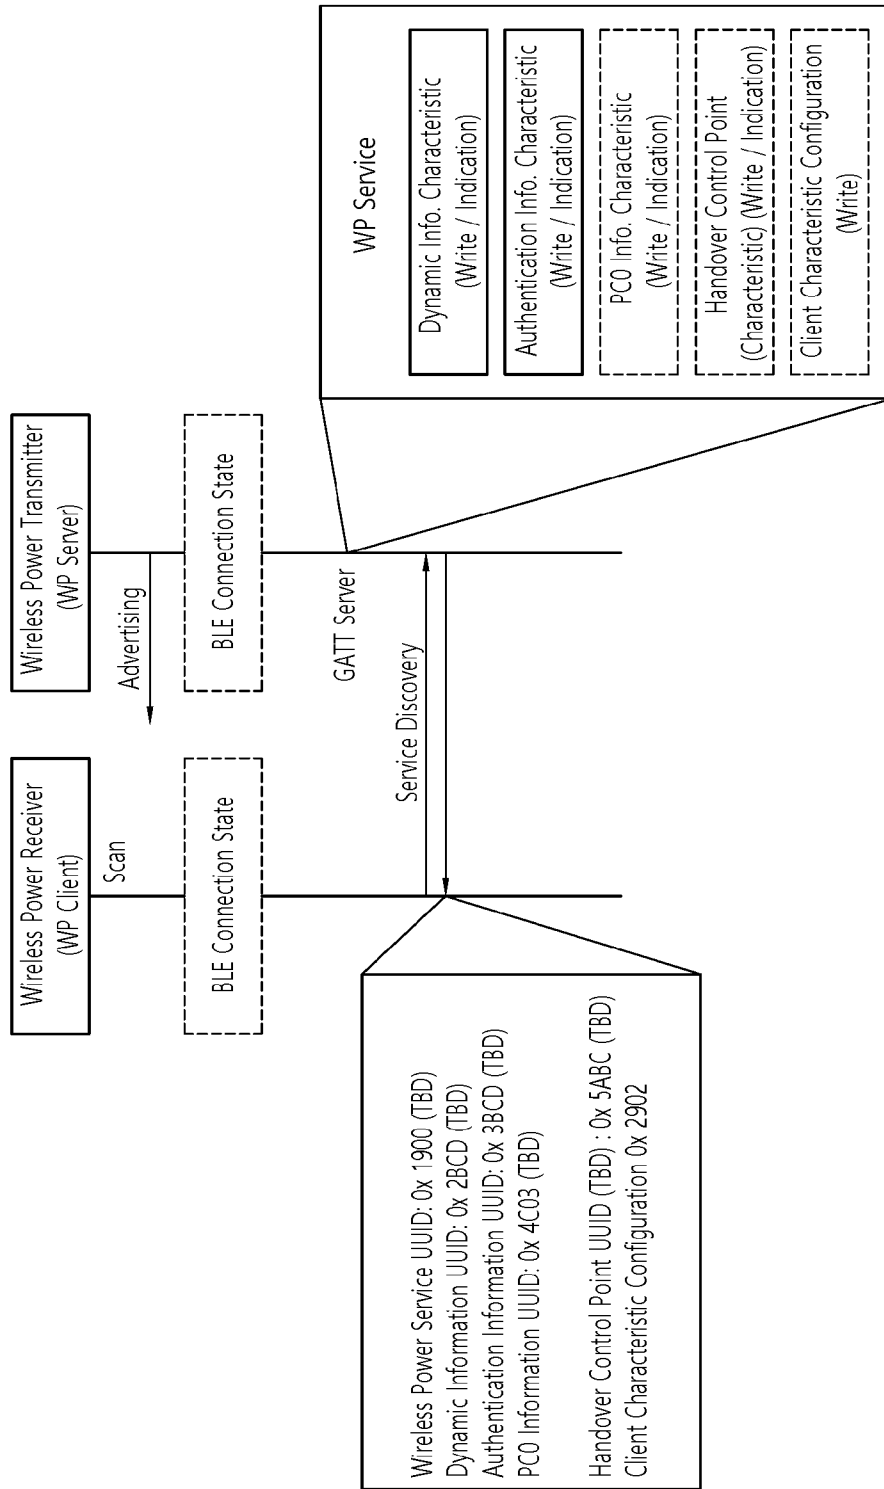 Wireless Power Receiver
(WP Client)
Wireless Power Transmitter
(WP Server)
Scan
Advertising
BLE Connection State
BLE Connection State
GATT Server
Service Discovery
Wireless Power Service UUID: 0x 1900 (TBD)
Dynamic Information UUID: 0x 2BCD (TBD)
Authentication Information UUID: 0x 3BCD (TBD)
PC0 Information UUID: 0x 4C03 (TBD)
Handover Control Point UUID (TBD) : 0x 5ABC (TBD)
Client Characteristic Configuration 0x 2902
WP Service
Dynamic Info. Characteristic
(Write / Indication)
Authentication Info. Characteristic
(Write / Indication)
PC0 Info. Characteristic
(Write / Indication)
Handover Control Point
(Characteristic) (Write / Indication)
Client Characteristic Configuration
(Write)